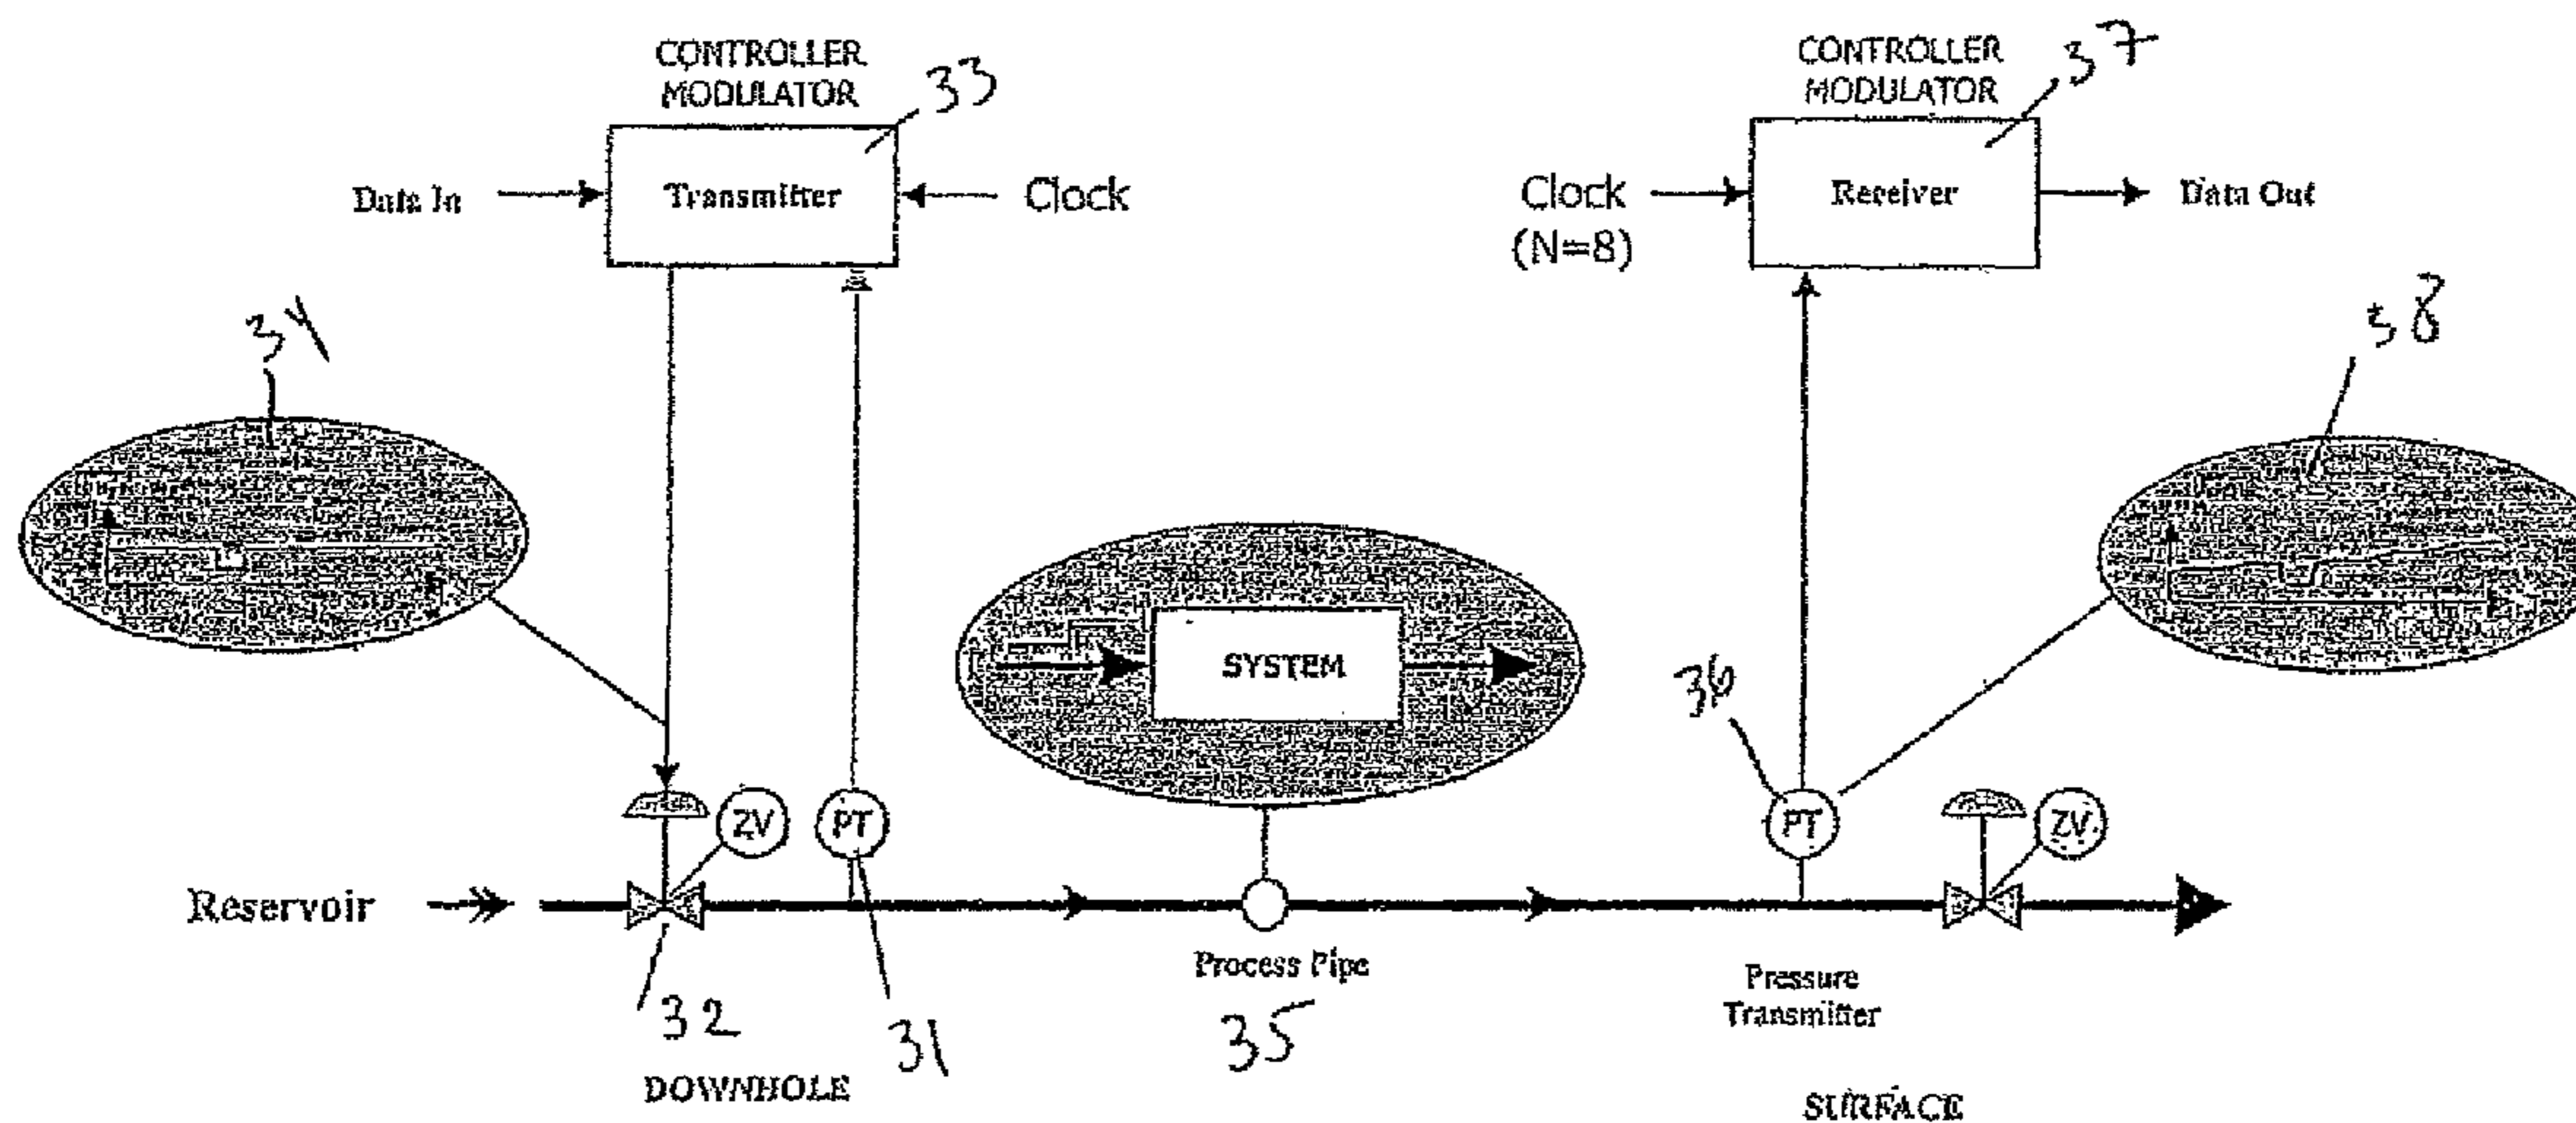 CONTROLLER
MODULATOR
33
Data In
Transmitter
Clock
CONTROLLER
MODULATOR
37
Clock
(N=8)
Receiver
Data Out
34
38
SYSTEM
36
ZV
PT
PT
ZV
Reservoir
Process Pipe
Pressure
Transmitter
32
31
35
DOWNHOLE
SURFACE